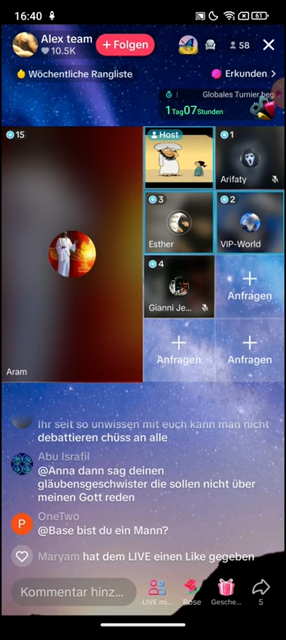 16:40
61
Alex team
10.5K
+ Folgen
58
Wöchentliche Rangliste
Erkunden >
Globales Turnier beg
1Tag07Stunden
15
Host
1
Arifaty
3
Esther
2
VIP-World
4
Gianni Je...
Anfragen
Anfragen
Anfragen
Aram
Ihr seit so unwissen mit euch kann man nicht
debattieren chüss an alle
Abu Israfil
@Anna dann sag deinen
gläubensgeschwister die sollen nicht über
meinen Gott reden
OneTwo
P
@Base bist du ein Mann?
Maryam hat dem LIVE einen Like gegeben
Kommentar hinz...
LIVE mi...
Rose
Gesche...
5